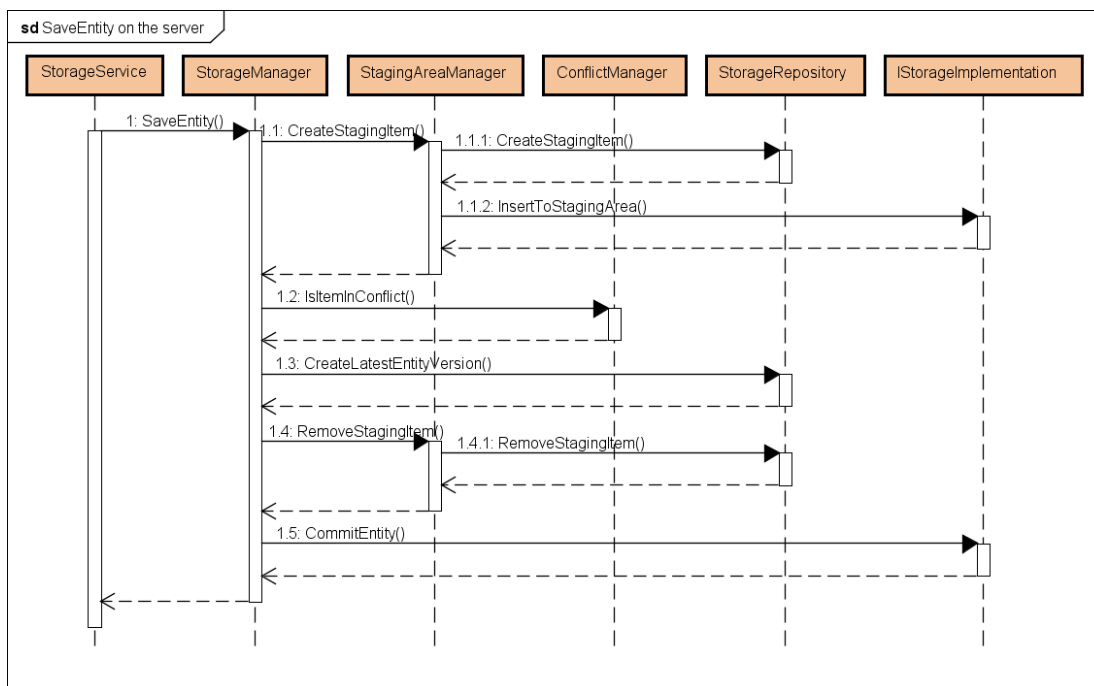 sd SaveEntity on the server
StorageService
StorageManager
StagingAreaManager
ConflictManager
StorageRepository
IStorageImplementation
1: SaveEntity()
1.1: CreateStagingItem()
1.1.1: CreateStagingItem()
1.1.2: InsertToStagingArea()
1.2: IsItemInConflict()
1.3: CreateLatestEntityVersion()
1.4: RemoveStagingItem()
1.4.1: RemoveStagingItem()
1.5: CommitEntity()